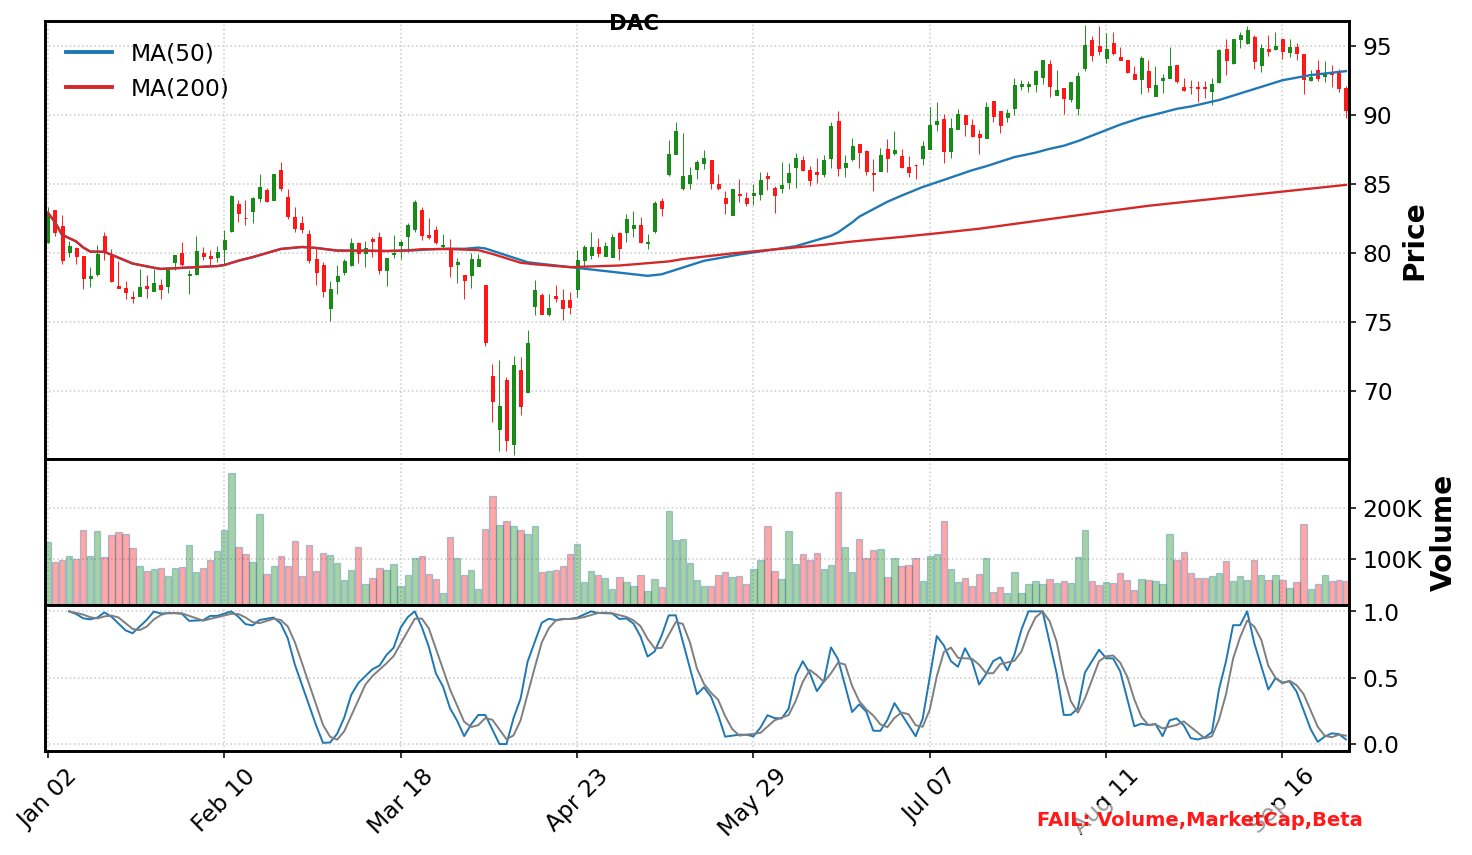 DAC
MA(50)
MA(200)
95
90
85
80
75
70
Price
200K
100K
Volume
1.0
0.5
0.0
Jan 02
Feb 10
Mar 18
Apr 23
May 29
Jul 07
Aug 11
Sep 16
FAIL: Volume,MarketCap,Beta